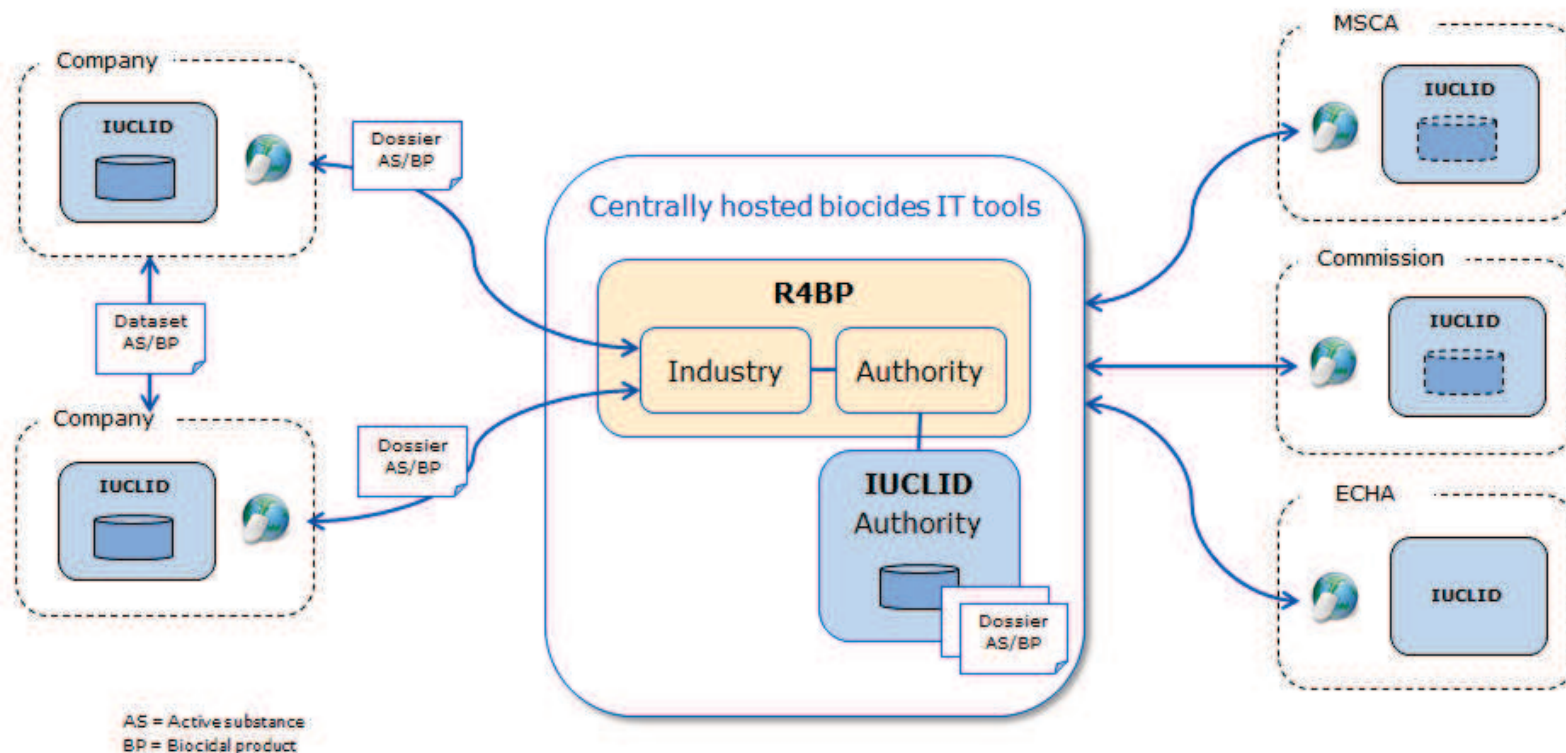 Company
IUCLID
Dossier
AS/BP
Dataset
AS/BP
Company
IUCLID
Dossier
AS/BP
Centrally hosted biocides IT tools
R4BP
Industry
Authority
IUCLID
Authority
Dossier
AS/BP
MSCA
IUCLID
Commission
IUCLID
ECHA
IUCLID
AS = Active substance
BP = Biocidal product